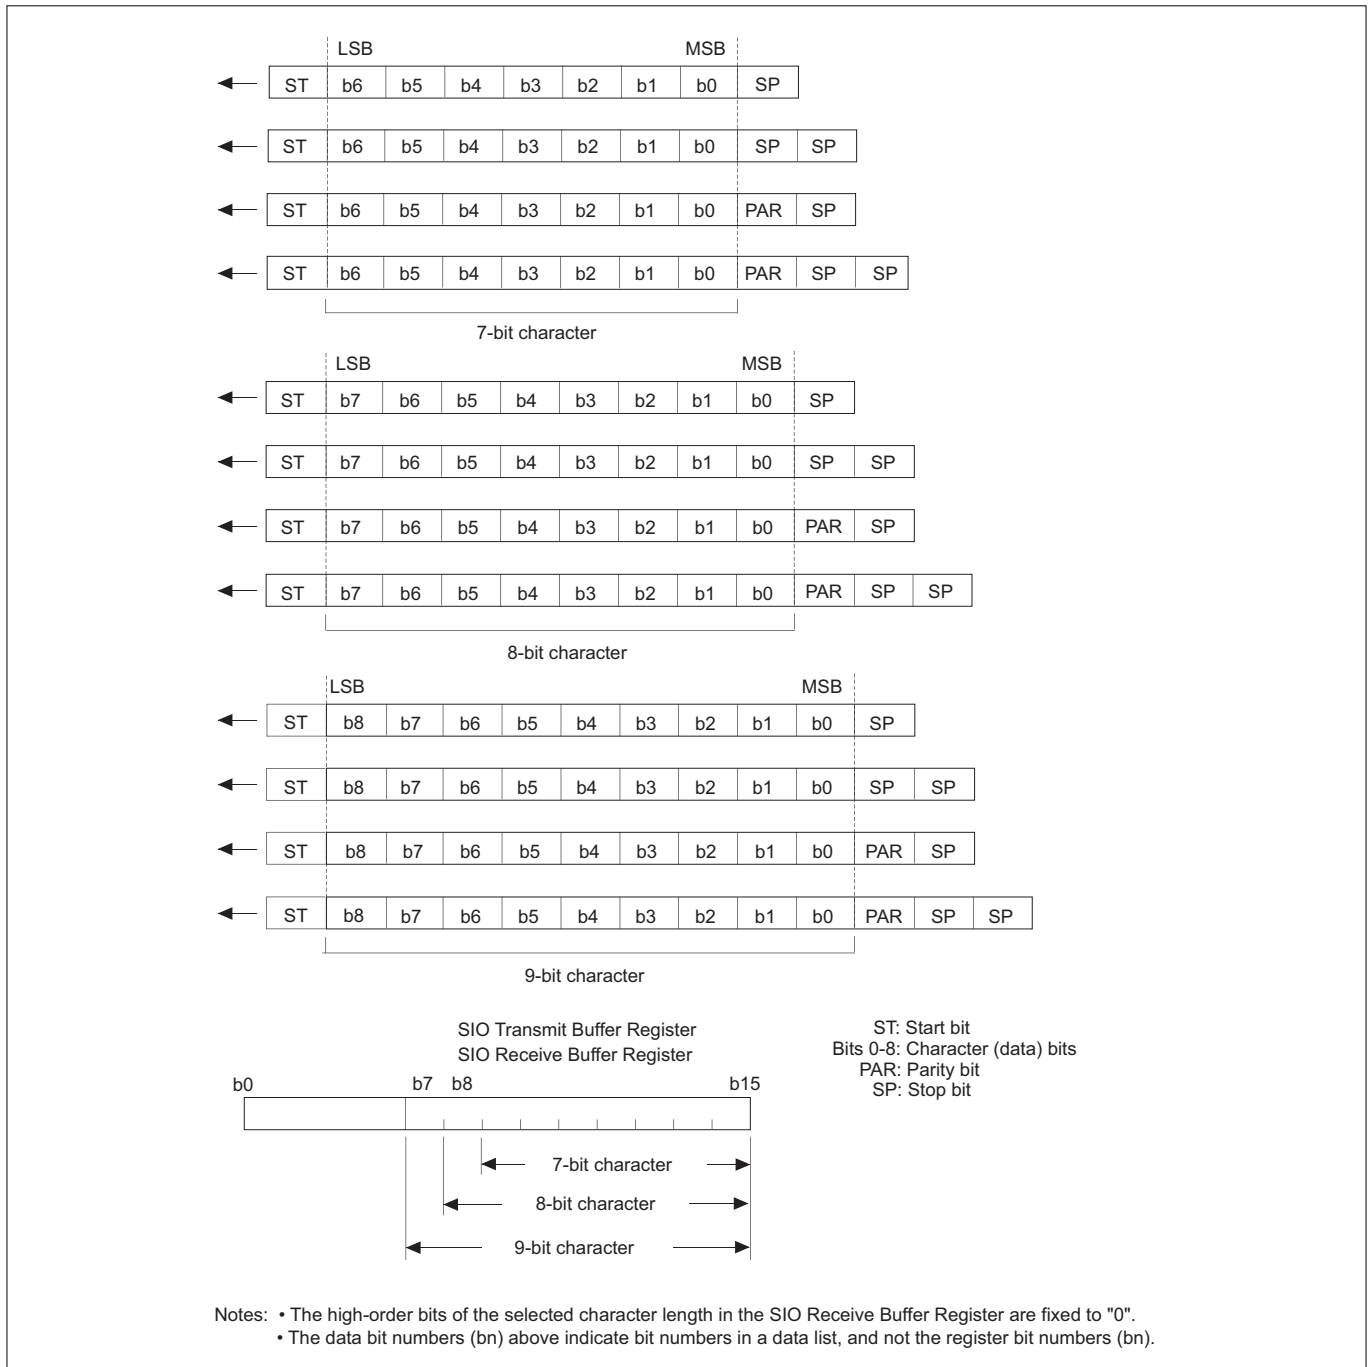 LSB MSB
ST b6 b5 b4 b3 b2 b1 b0 SP
ST b6 b5 b4 b3 b2 b1 b0 SP SP
ST b6 b5 b4 b3 b2 b1 b0 PAR SP
ST b6 b5 b4 b3 b2 b1 b0 PAR SP SP
7-bit character
LSB MSB
ST b7 b6 b5 b4 b3 b2 b1 b0 SP
ST b7 b6 b5 b4 b3 b2 b1 b0 SP SP
ST b7 b6 b5 b4 b3 b2 b1 b0 PAR SP
ST b7 b6 b5 b4 b3 b2 b1 b0 PAR SP SP
8-bit character
LSB MSB
ST b8 b7 b6 b5 b4 b3 b2 b1 b0 SP
ST b8 b7 b6 b5 b4 b3 b2 b1 b0 SP SP
ST b8 b7 b6 b5 b4 b3 b2 b1 b0 PAR SP
ST b8 b7 b6 b5 b4 b3 b2 b1 b0 PAR SP SP
9-bit character
SIO Transmit Buffer Register
SIO Receive Buffer Register
b0 b7 b8 b15
7-bit character
8-bit character
9-bit character
ST: Start bit
Bits 0-8: Character (data) bits
PAR: Parity bit
SP: Stop bit
Notes: • The high-order bits of the selected character length in the SIO Receive Buffer Register are fixed to "0".
• The data bit numbers (bn) above indicate bit numbers in a data list, and not the register bit numbers (bn).